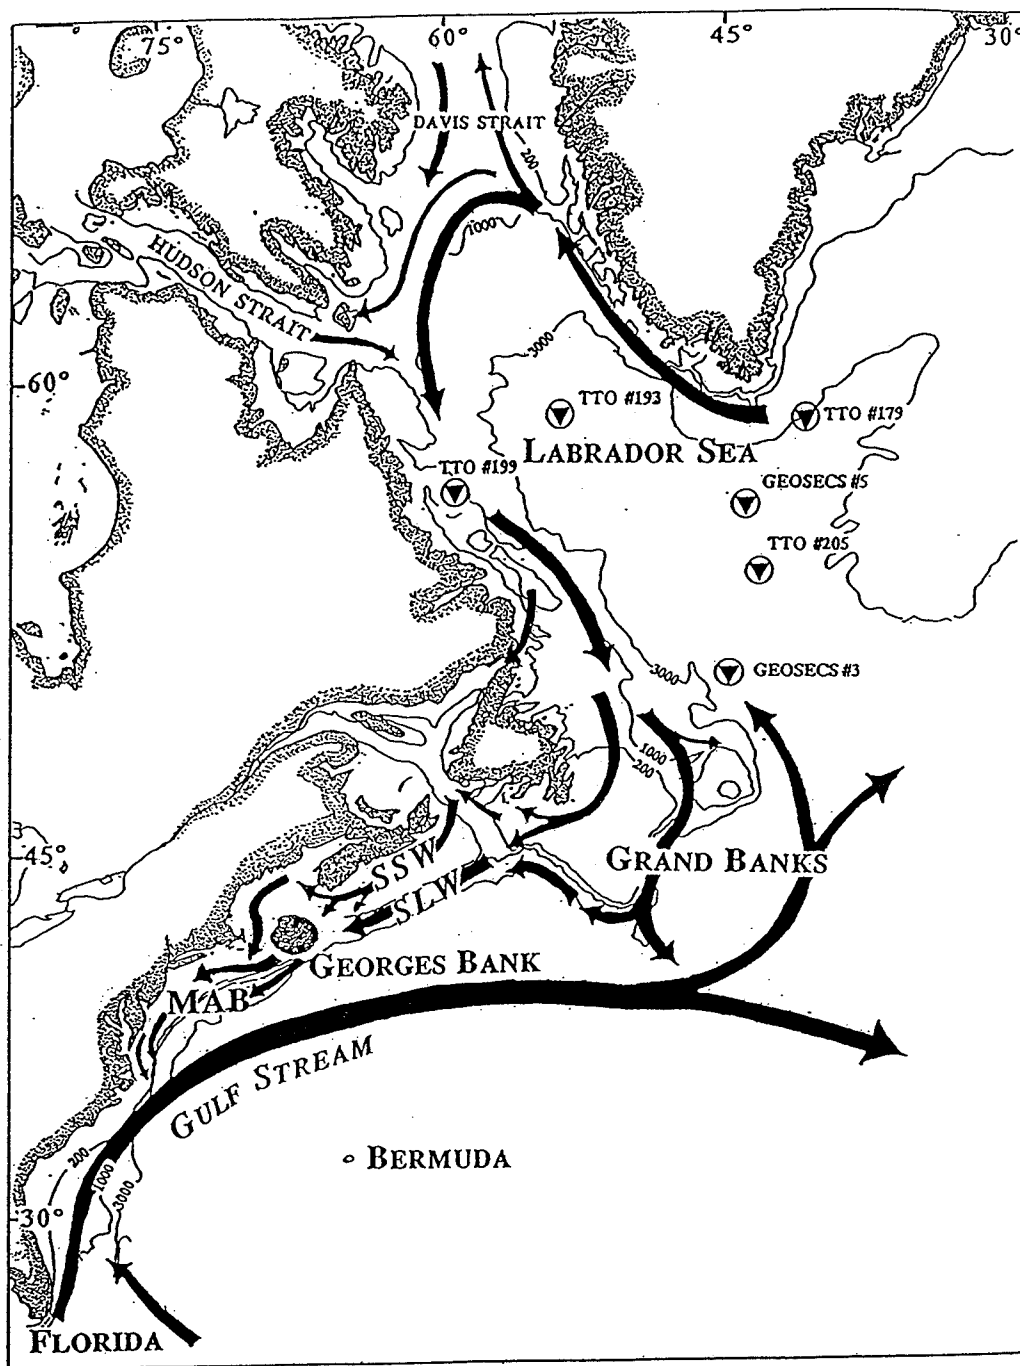 75°
60°
45°
30°
DAVIS STRAIT
200
1000
HUDSON STRAIT
3000
60°
TTO #193
TTO #179
LABRADOR SEA
TTO #199
GEOSECS #5
TTO #205
3000
GEOSECS #3
1000
200
45°
SSW
GRAND BANKS
SLW
GEORGES BANK
MAB
GULF STREAM
BERMUDA
200
1000
3000
30°
FLORIDA